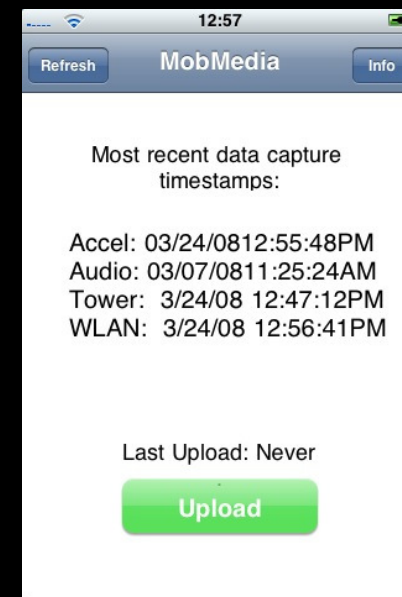 12:57
Refresh MobMedia Info
Most recent data capture
timestamps:
Accel: 03/24/0812:55:48PM
Audio: 03/07/0811:25:24AM
Tower: 3/24/08 12:47:12PM
WLAN: 3/24/08 12:56:41PM
Last Upload: Never
Upload